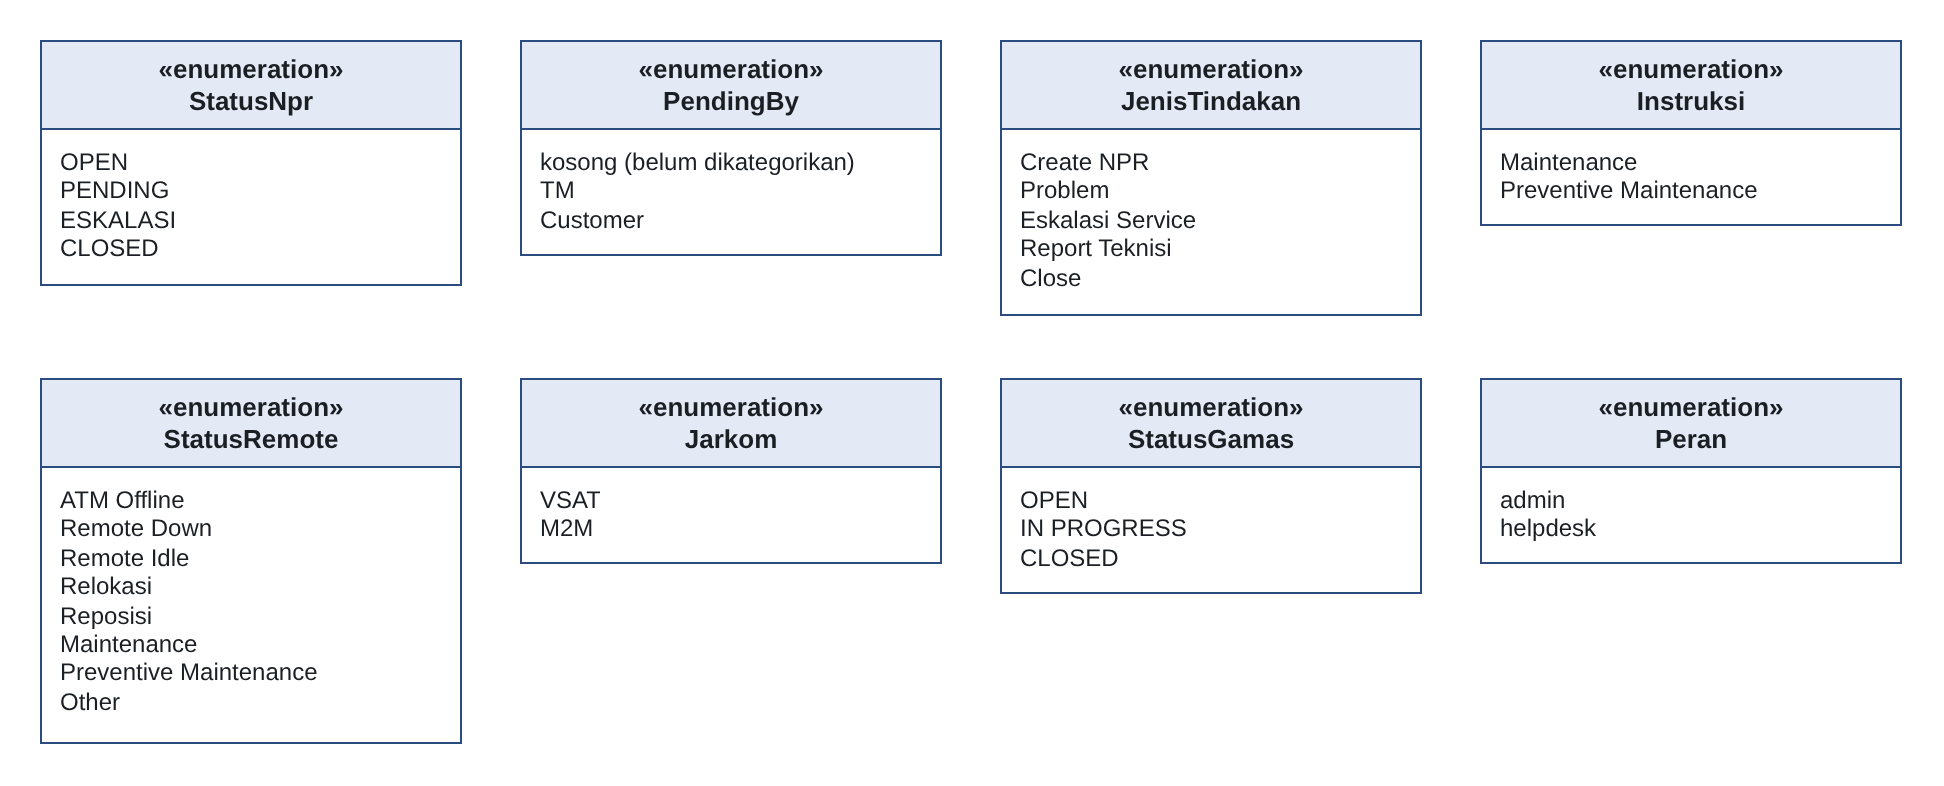 «enumeration»
StatusNpr
OPEN
PENDING
ESKALASI
CLOSED
«enumeration»
PendingBy
kosong (belum dikategorikan)
TM
Customer
«enumeration»
JenisTindakan
Create NPR
Problem
Eskalasi Service
Report Teknisi
Close
«enumeration»
Instruksi
Maintenance
Preventive Maintenance
«enumeration»
StatusRemote
ATM Offline
Remote Down
Remote Idle
Relokasi
Reposisi
Maintenance
Preventive Maintenance
Other
«enumeration»
Jarkom
VSAT
M2M
«enumeration»
StatusGamas
OPEN
IN PROGRESS
CLOSED
«enumeration»
Peran
admin
helpdesk